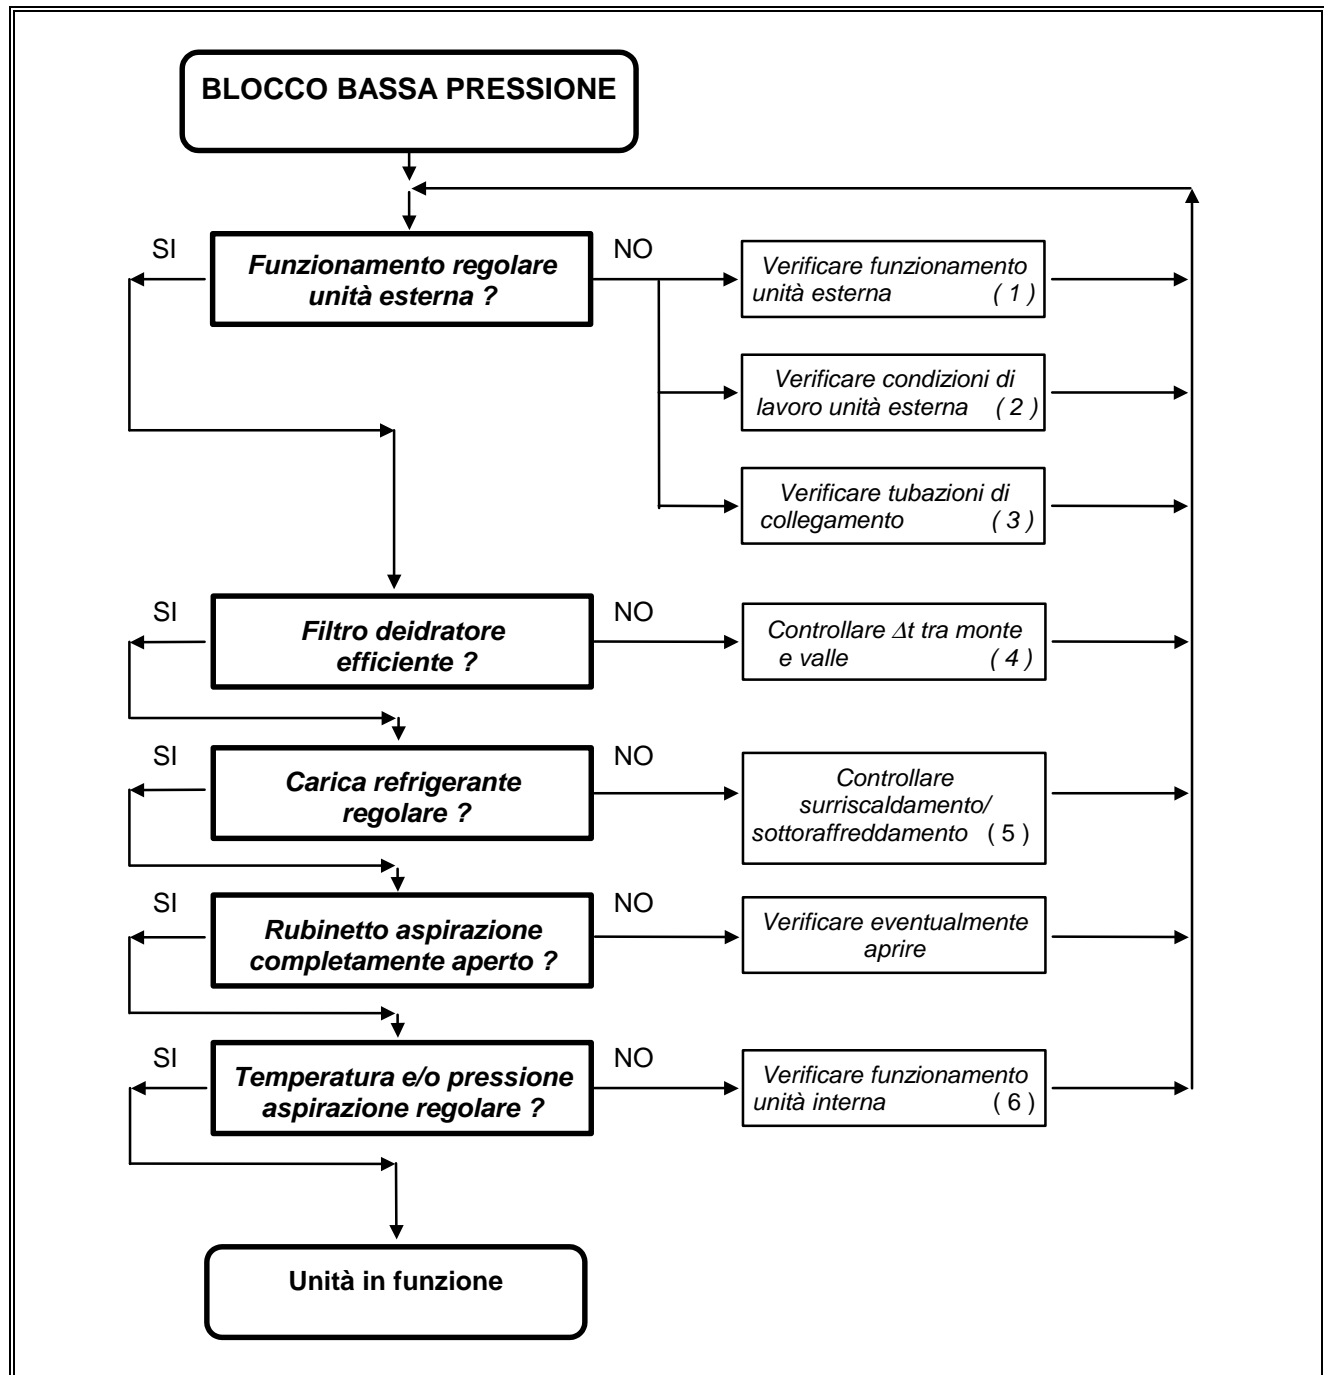 BLOCCO BASSA PRESSIONE
SI
Funzionamento regolare
unità esterna ?
NO
Verificare funzionamento
unità esterna ( 1 )
Verificare condizioni di
lavoro unità esterna ( 2 )
Verificare tubazioni di
collegamento ( 3 )
SI
Filtro deidratore
efficiente ?
NO
Controllare Δt tra monte
e valle ( 4 )
SI
Carica refrigerante
regolare ?
NO
Controllare
surriscaldamento/
sottoraffreddamento ( 5 )
SI
Rubinetto aspirazione
completamente aperto ?
NO
Verificare eventualmente
aprire
SI
Temperatura e/o pressione
aspirazione regolare ?
NO
Verificare funzionamento
unità interna ( 6 )
Unità in funzione